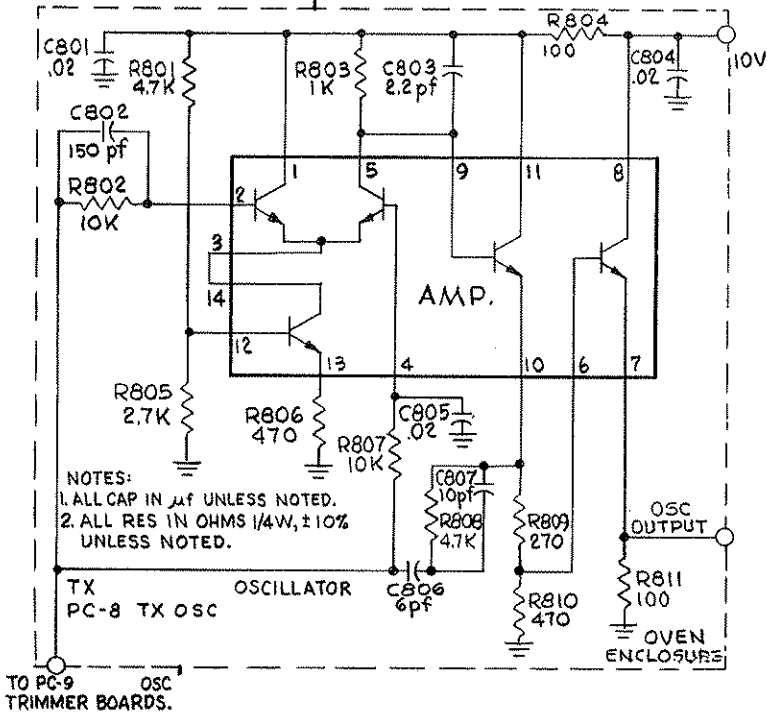 R804
100
10V
C801
.02
R801
4.7K
R803
1K
C803
2.2pf
C804
.02
C802
150 pf
R802
10K
1
5
9
11
8
2
3
14
AMP.
12
13
4
10
6
7
R805
2.7K
R806
470
R807
10K
C805
.02
C807
10pf
R808
4.7K
R809
270
OSC
OUTPUT
NOTES:
1. ALL CAP IN µf UNLESS NOTED.
2. ALL RES IN OHMS 1/4W, ±10%
UNLESS NOTED.
TX OSCILLATOR
PC-8 TX OSC
C806
6pf
R810
470
R811
100
OVEN
ENCLOSURE
TO PC-9 OSC
TRIMMER BOARDS.